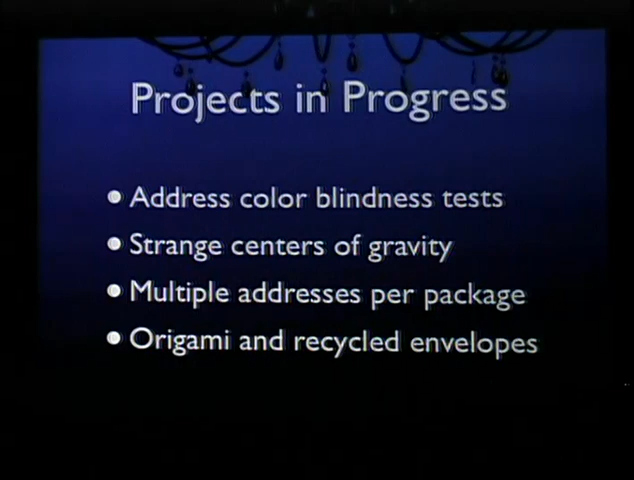 Projects in Progress
• Address color blindness tests
• Strange centers of gravity
• Multiple addresses per package
• Origami and recycled envelopes